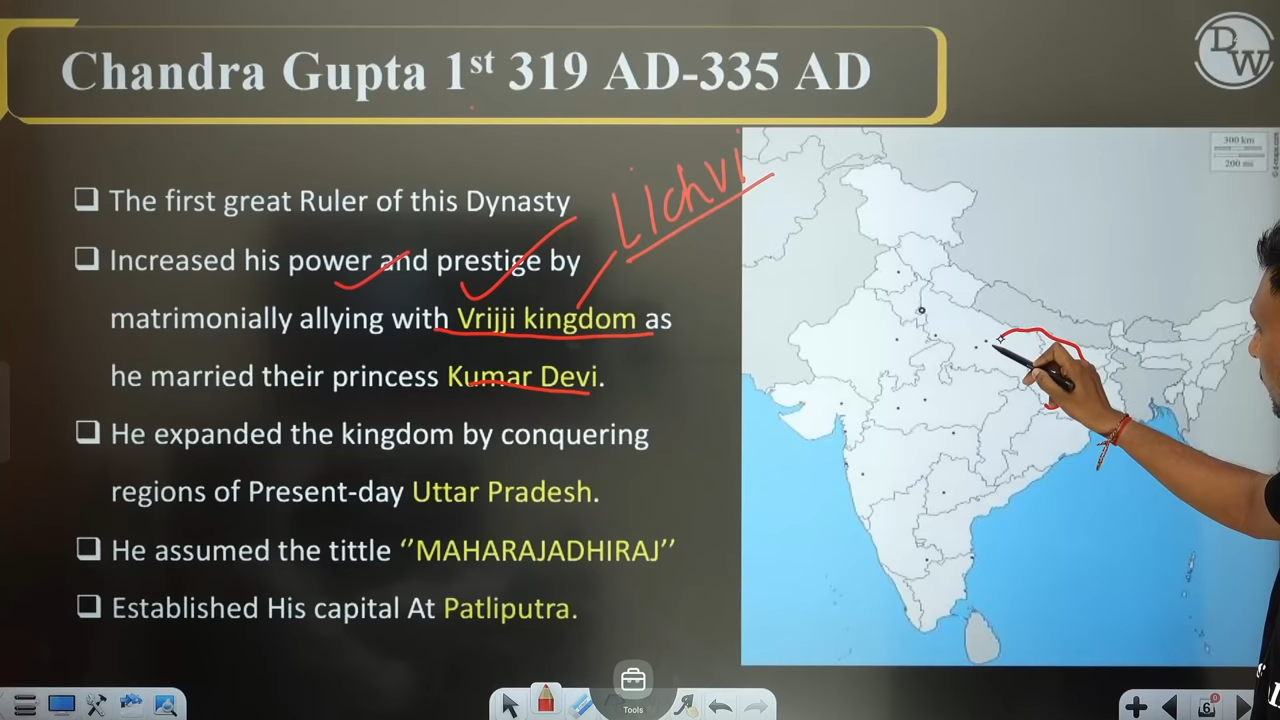 Chandra Gupta 1st 319 AD-335 AD
DW
The first great Ruler of this Dynasty
Lichvi
Increased his power and prestige by
matrimonially allying with Vrijji kingdom as
he married their princess Kumar Devi.
He expanded the kingdom by conquering
regions of Present-day Uttar Pradesh.
He assumed the tittle ‘‘MAHARAJADHIRAJ’’
Established His capital At Patliputra.
300 km
200 mi
Tools
6